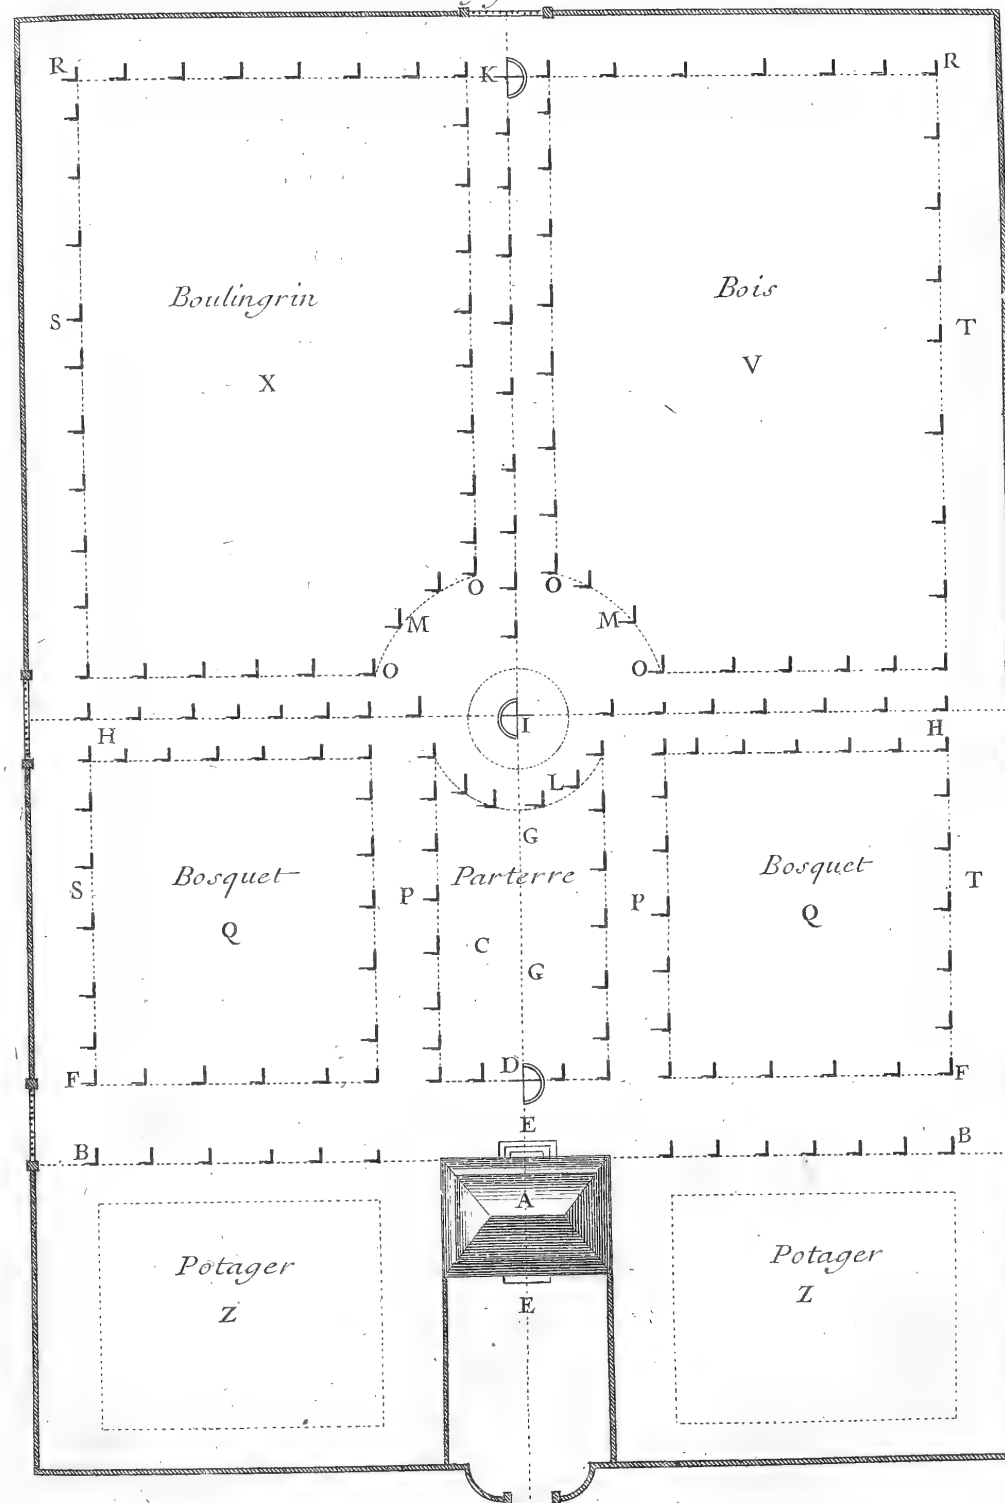 R K R
Boulingrin
Bois
S T
X
V
O O
M M
O O
I
H H
L
G
Bosquet
Parterre
Bosquet
S P P T
Q
Q
C
G
D
F F
E
B B
A
Potager
Potager
Z
Z
E